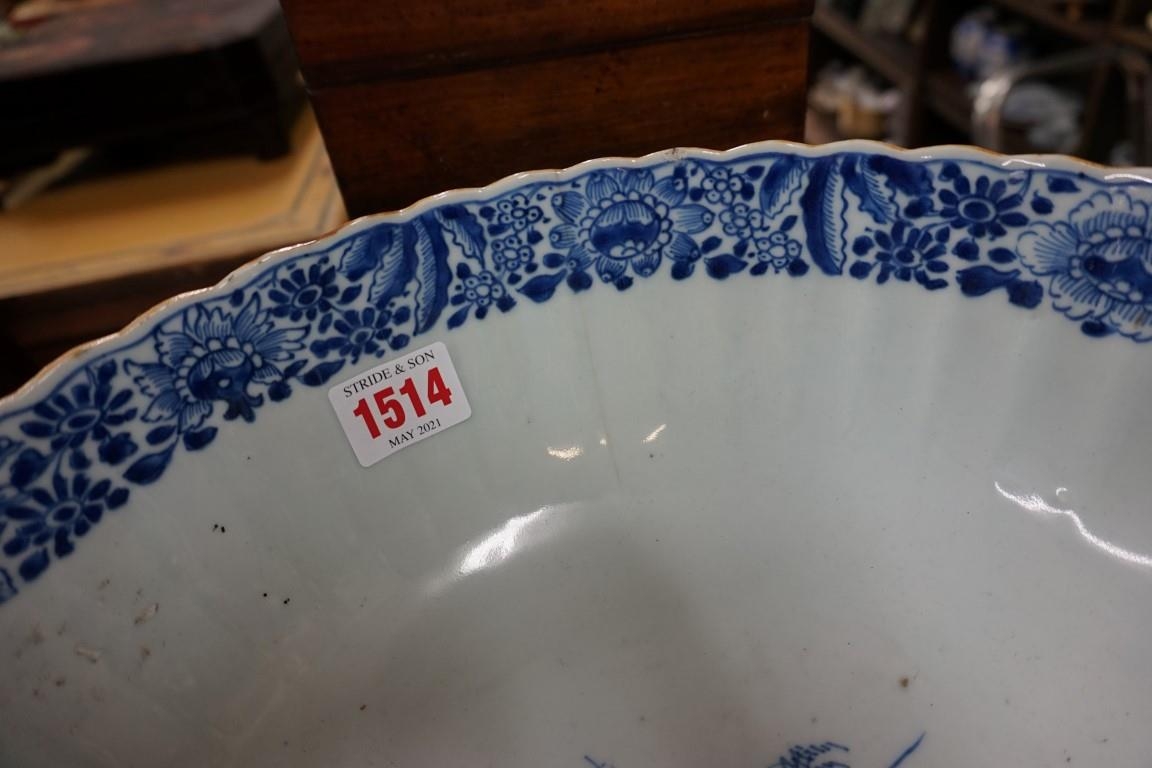 STRIDE & SON
1514
MAY 2021